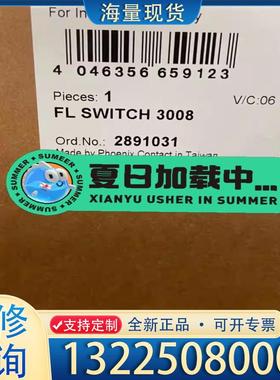 海量现货
For In
4 046356 659123
Pieces: 1
V/C:06
FL SWITCH 3008
Ord.No.: 2891031
Made by Phoenix Contact in Taiwan
SUMMER
SUMMER
夏日加载中...
XIANYU USHER IN SUMMER
修
询
支持定制
全新正品
可开专票
13225080000